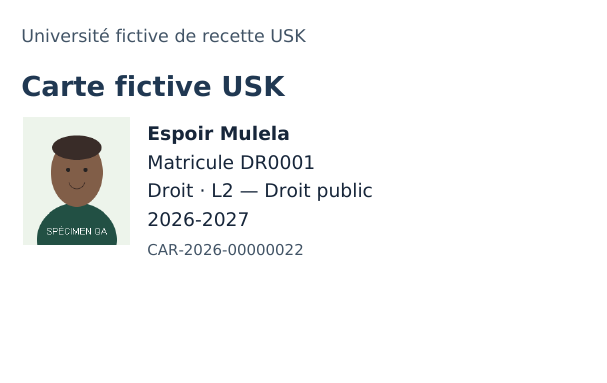 Université fictive de recette USK
Carte fictive USK
Espoir Mulela
Matricule DR0001
Droit · L2 — Droit public
2026-2027
CAR-2026-00000022
SPÉCIMEN QA